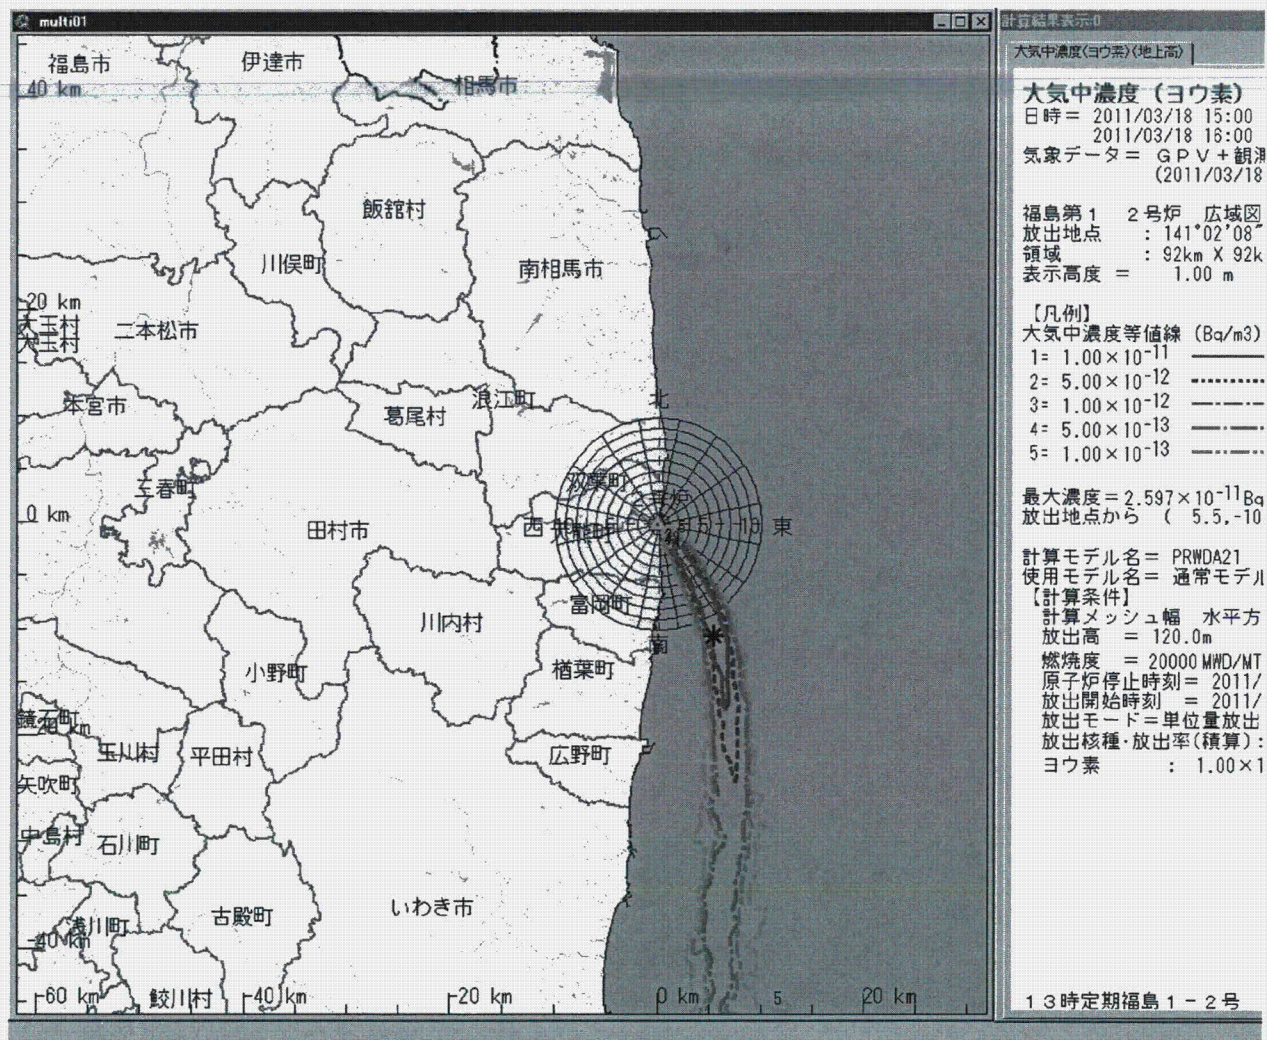 multi01
福島市
伊達市
相馬市
40 km
飯舘村
川俣町
南相馬市
20 km
大玉村
大玉村
二本松市
本宮市
浪江町
葛尾村
北
三春町
双葉町
0 km
田村市
西
大熊町
東
富岡町
川内村
南
小野町
楢葉町
鏡石町
玉川村
平田村
広野町
矢吹町
中島村
石川町
いわき市
古殿町
浅川町
-40 km
鮫川村
-60 km
-40 km
-20 km
0 km
5
20 km
計算結果表示:0
大気中濃度(ヨウ素)(地上高)
大気中濃度(ヨウ素)
日時= 2011/03/18 15:00
2011/03/18 16:00
気象データ= GPV+観測
(2011/03/18
福島第1 2号炉 広域図
放出地点 : 141°02'08"
領域 : 92km X 92k
表示高度 = 1.00 m
【凡例】
大気中濃度等値線 (Bq/m3)
1= 1.00×10-11
2= 5.00×10-12
3= 1.00×10-12
4= 5.00×10-13
5= 1.00×10-13
最大濃度=2.597×10-11Bq
放出地点から ( 5.5,-10
計算モデル名= PRWDA21
使用モデル名= 通常モデル
【計算条件】
計算メッシュ幅 水平方
放出高 = 120.0m
燃焼度 = 20000MWD/MT
原子炉停止時刻= 2011/
放出開始時刻 = 2011/
放出モード=単位量放出
放出核種・放出率(積算):
ヨウ素 : 1.00×1
13時定期福島1-2号